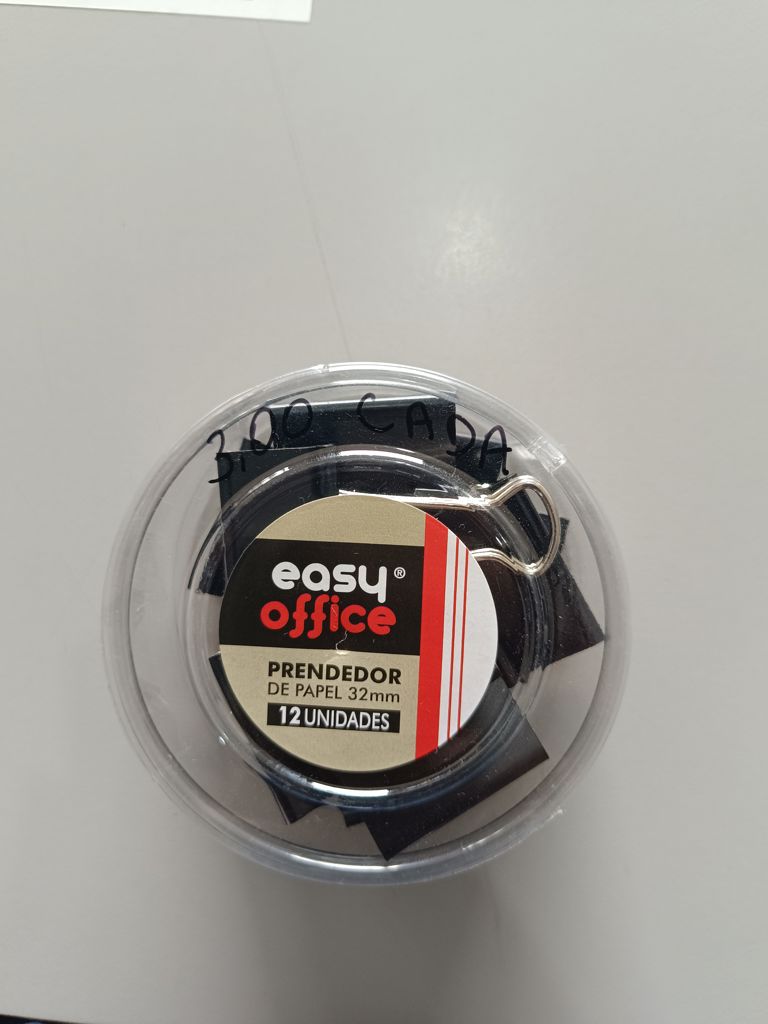 3,00 CADA
easy®
office
PRENDEDOR
DE PAPEL 32mm
12 UNIDADES